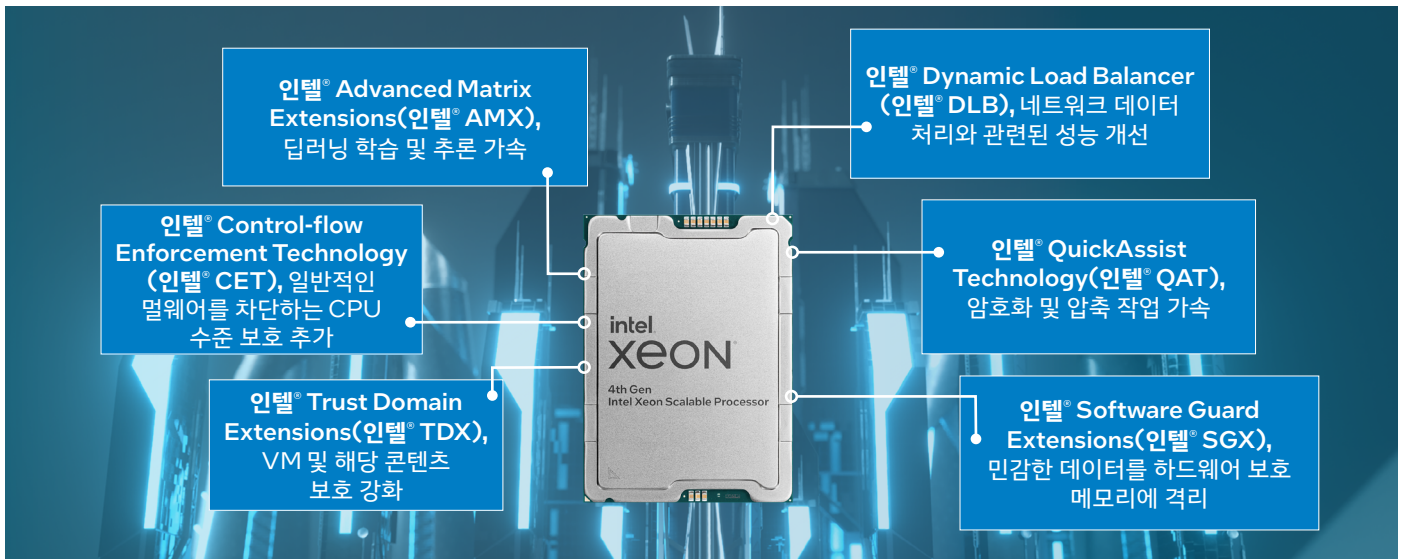 인텔® Advanced Matrix
Extensions(인텔® AMX),
딥러닝 학습 및 추론 가속
인텔® Control-flow
Enforcement Technology
(인텔® CET), 일반적인
멀웨어를 차단하는 CPU
수준 보호 추가
인텔® Trust Domain
Extensions(인텔® TDX),
VM 및 해당 콘텐츠
보호 강화
intel
XEON
4th Gen
Intel Xeon Scalable Processor
인텔® Dynamic Load Balancer
(인텔® DLB), 네트워크 데이터
처리와 관련된 성능 개선
인텔® QuickAssist
Technology(인텔® QAT),
암호화 및 압축 작업 가속
인텔® Software Guard
Extensions(인텔® SGX),
민감한 데이터를 하드웨어 보호
메모리에 격리